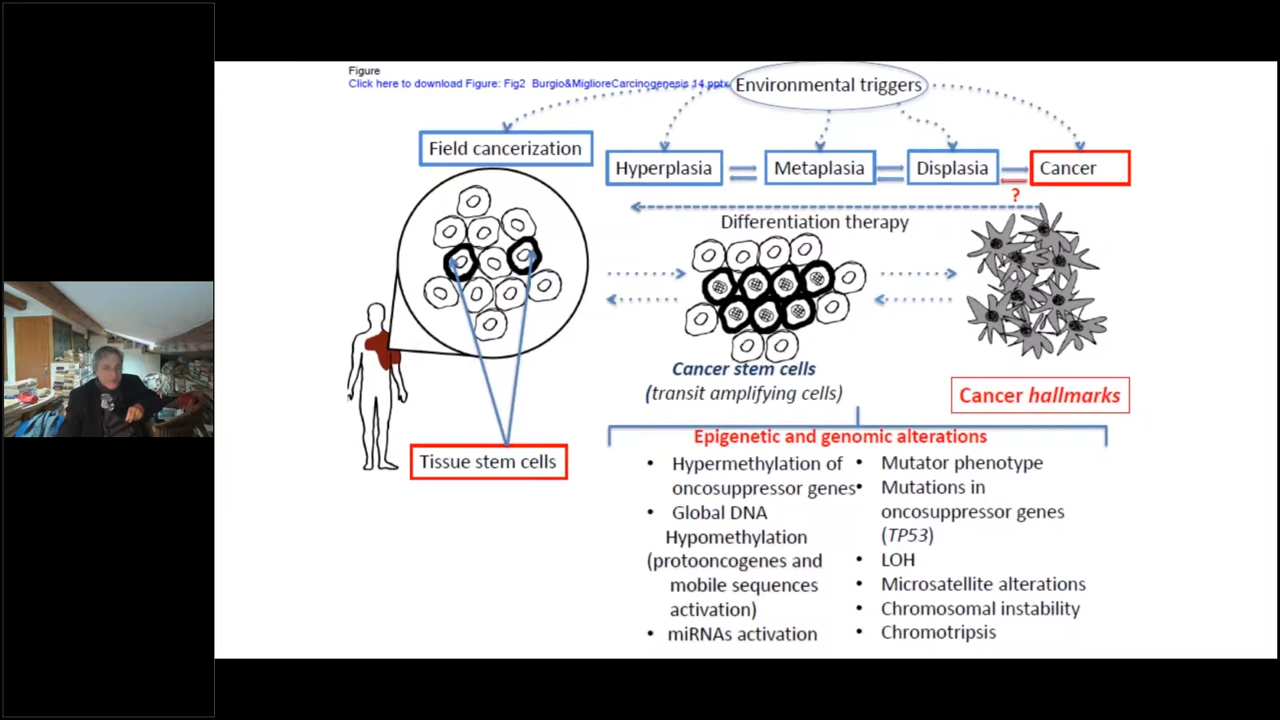 Figure
Click here to download Figure: Fig2 Burgio&MiglioreCarcinogenesis 14.pptx
Environmental triggers
Field cancerization
Hyperplasia
Metaplasia
Displasia
Cancer
?
Differentiation therapy
Cancer stem cells
(transit amplifying cells)
Cancer hallmarks
Tissue stem cells
Epigenetic and genomic alterations
• Hypermethylation of
oncosuppressor genes
• Global DNA
Hypomethylation
(protooncogenes and
mobile sequences
activation)
• miRNAs activation
• Mutator phenotype
• Mutations in
oncosuppressor genes
(TP53)
• LOH
• Microsatellite alterations
• Chromosomal instability
• Chromotripsis